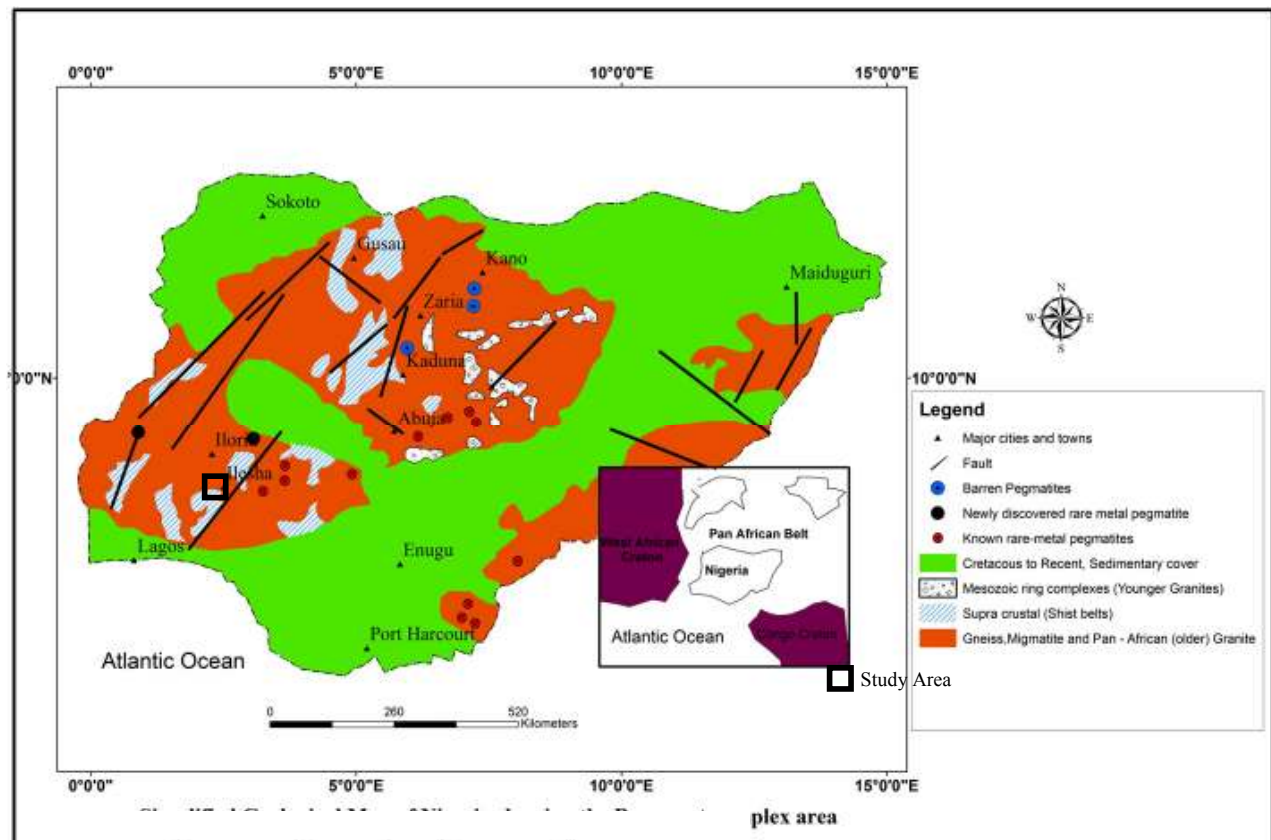 0°0'0" 5°0'0"E 10°0'0"E 15°0'0"E
Sokoto
Gusau
Kano
Maiduguri
Zaria
Kaduna
N
W E
S
°0'0"N 10°0'0"N
Abuja
Ilorin
Ilesha
Lagos
Enugu
Port Harcourt
Atlantic Ocean
0 260 520
Kilometers
West African
Craton
Pan African Belt
Nigeria
Atlantic Ocean
Congo Craton
Study Area
Legend
Major cities and towns
Fault
Barren Pegmatites
Newly discovered rare metal pegmatite
Known rare-metal pegmatites
Cretacous to Recent, Sedimentary cover
Mesozoic ring complexes (Younger Granites)
Supra crustal (Shist belts)
Gneiss,Migmatite and Pan - African (older) Granite
0°0'0" 5°0'0"E 10°0'0"E 15°0'0"E
plex area